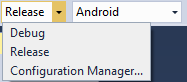 Release Android
Debug
Release
Configuration Manager...